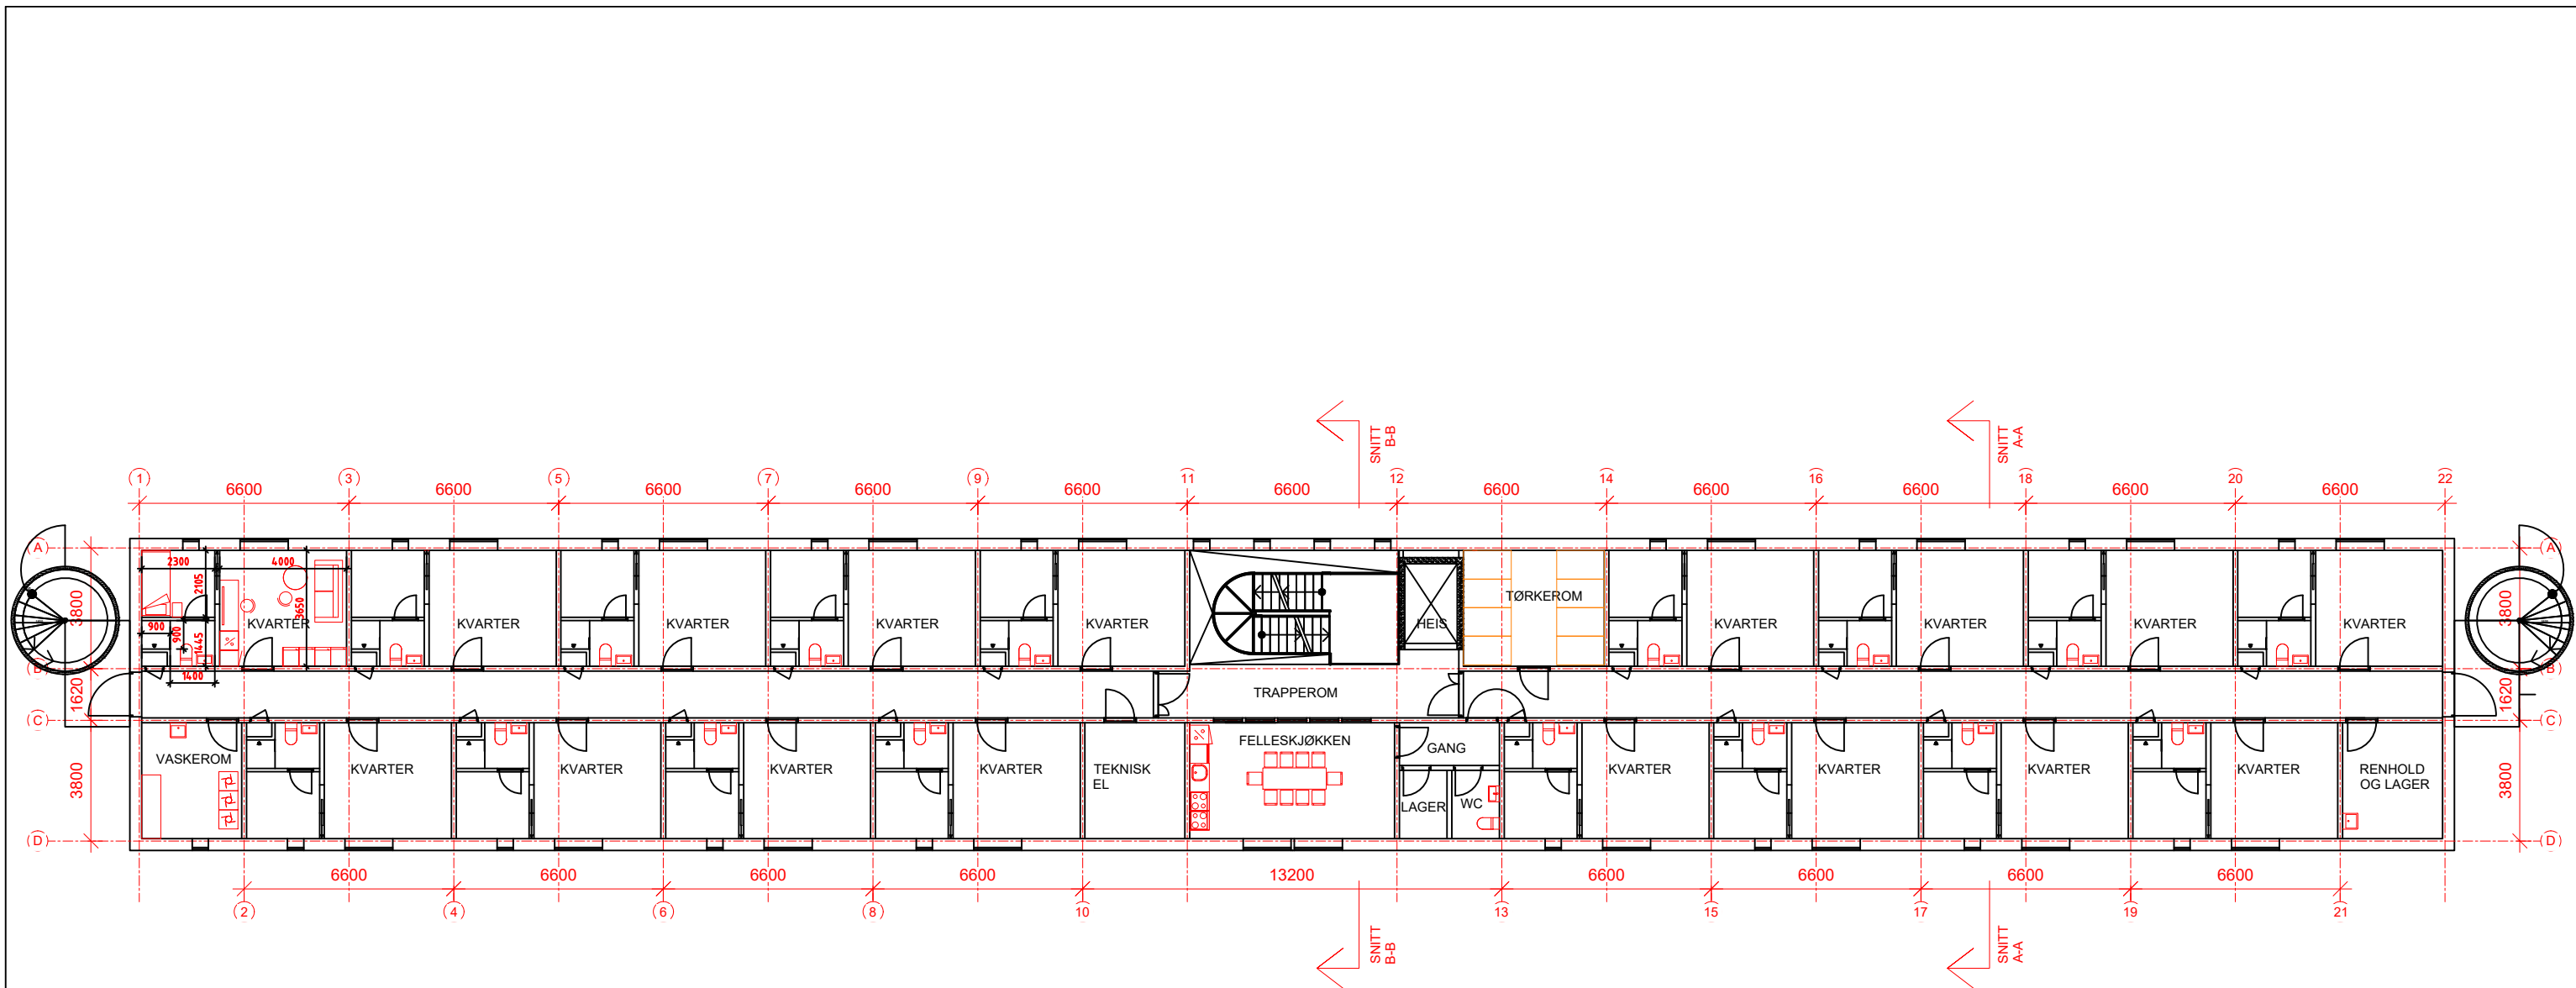 SNITT
B-B
SNITT
A-A
1 3 5 7 9 11 12 14 16 18 20 22
6600 6600 6600 6600 6600 6600 6600 6600 6600 6600 6600
A A
2300 4000
2105
3650
3800 3800
900
900
1445
1400
KVARTER KVARTER KVARTER KVARTER KVARTER HEIS TØRKEROM KVARTER KVARTER KVARTER KVARTER
B B
1620 TRAPPEROM 1620
C C
VASKEROM KVARTER KVARTER KVARTER KVARTER
TEKNISK
EL
FELLESKJØKKEN
GANG
LAGER WC
KVARTER KVARTER KVARTER KVARTER
RENHOLD
OG LAGER
3800 3800
D D
6600 6600 6600 6600 13200 6600 6600 6600 6600
2 4 6 8 10 13 15 17 19 21
SNITT
B-B
SNITT
A-A